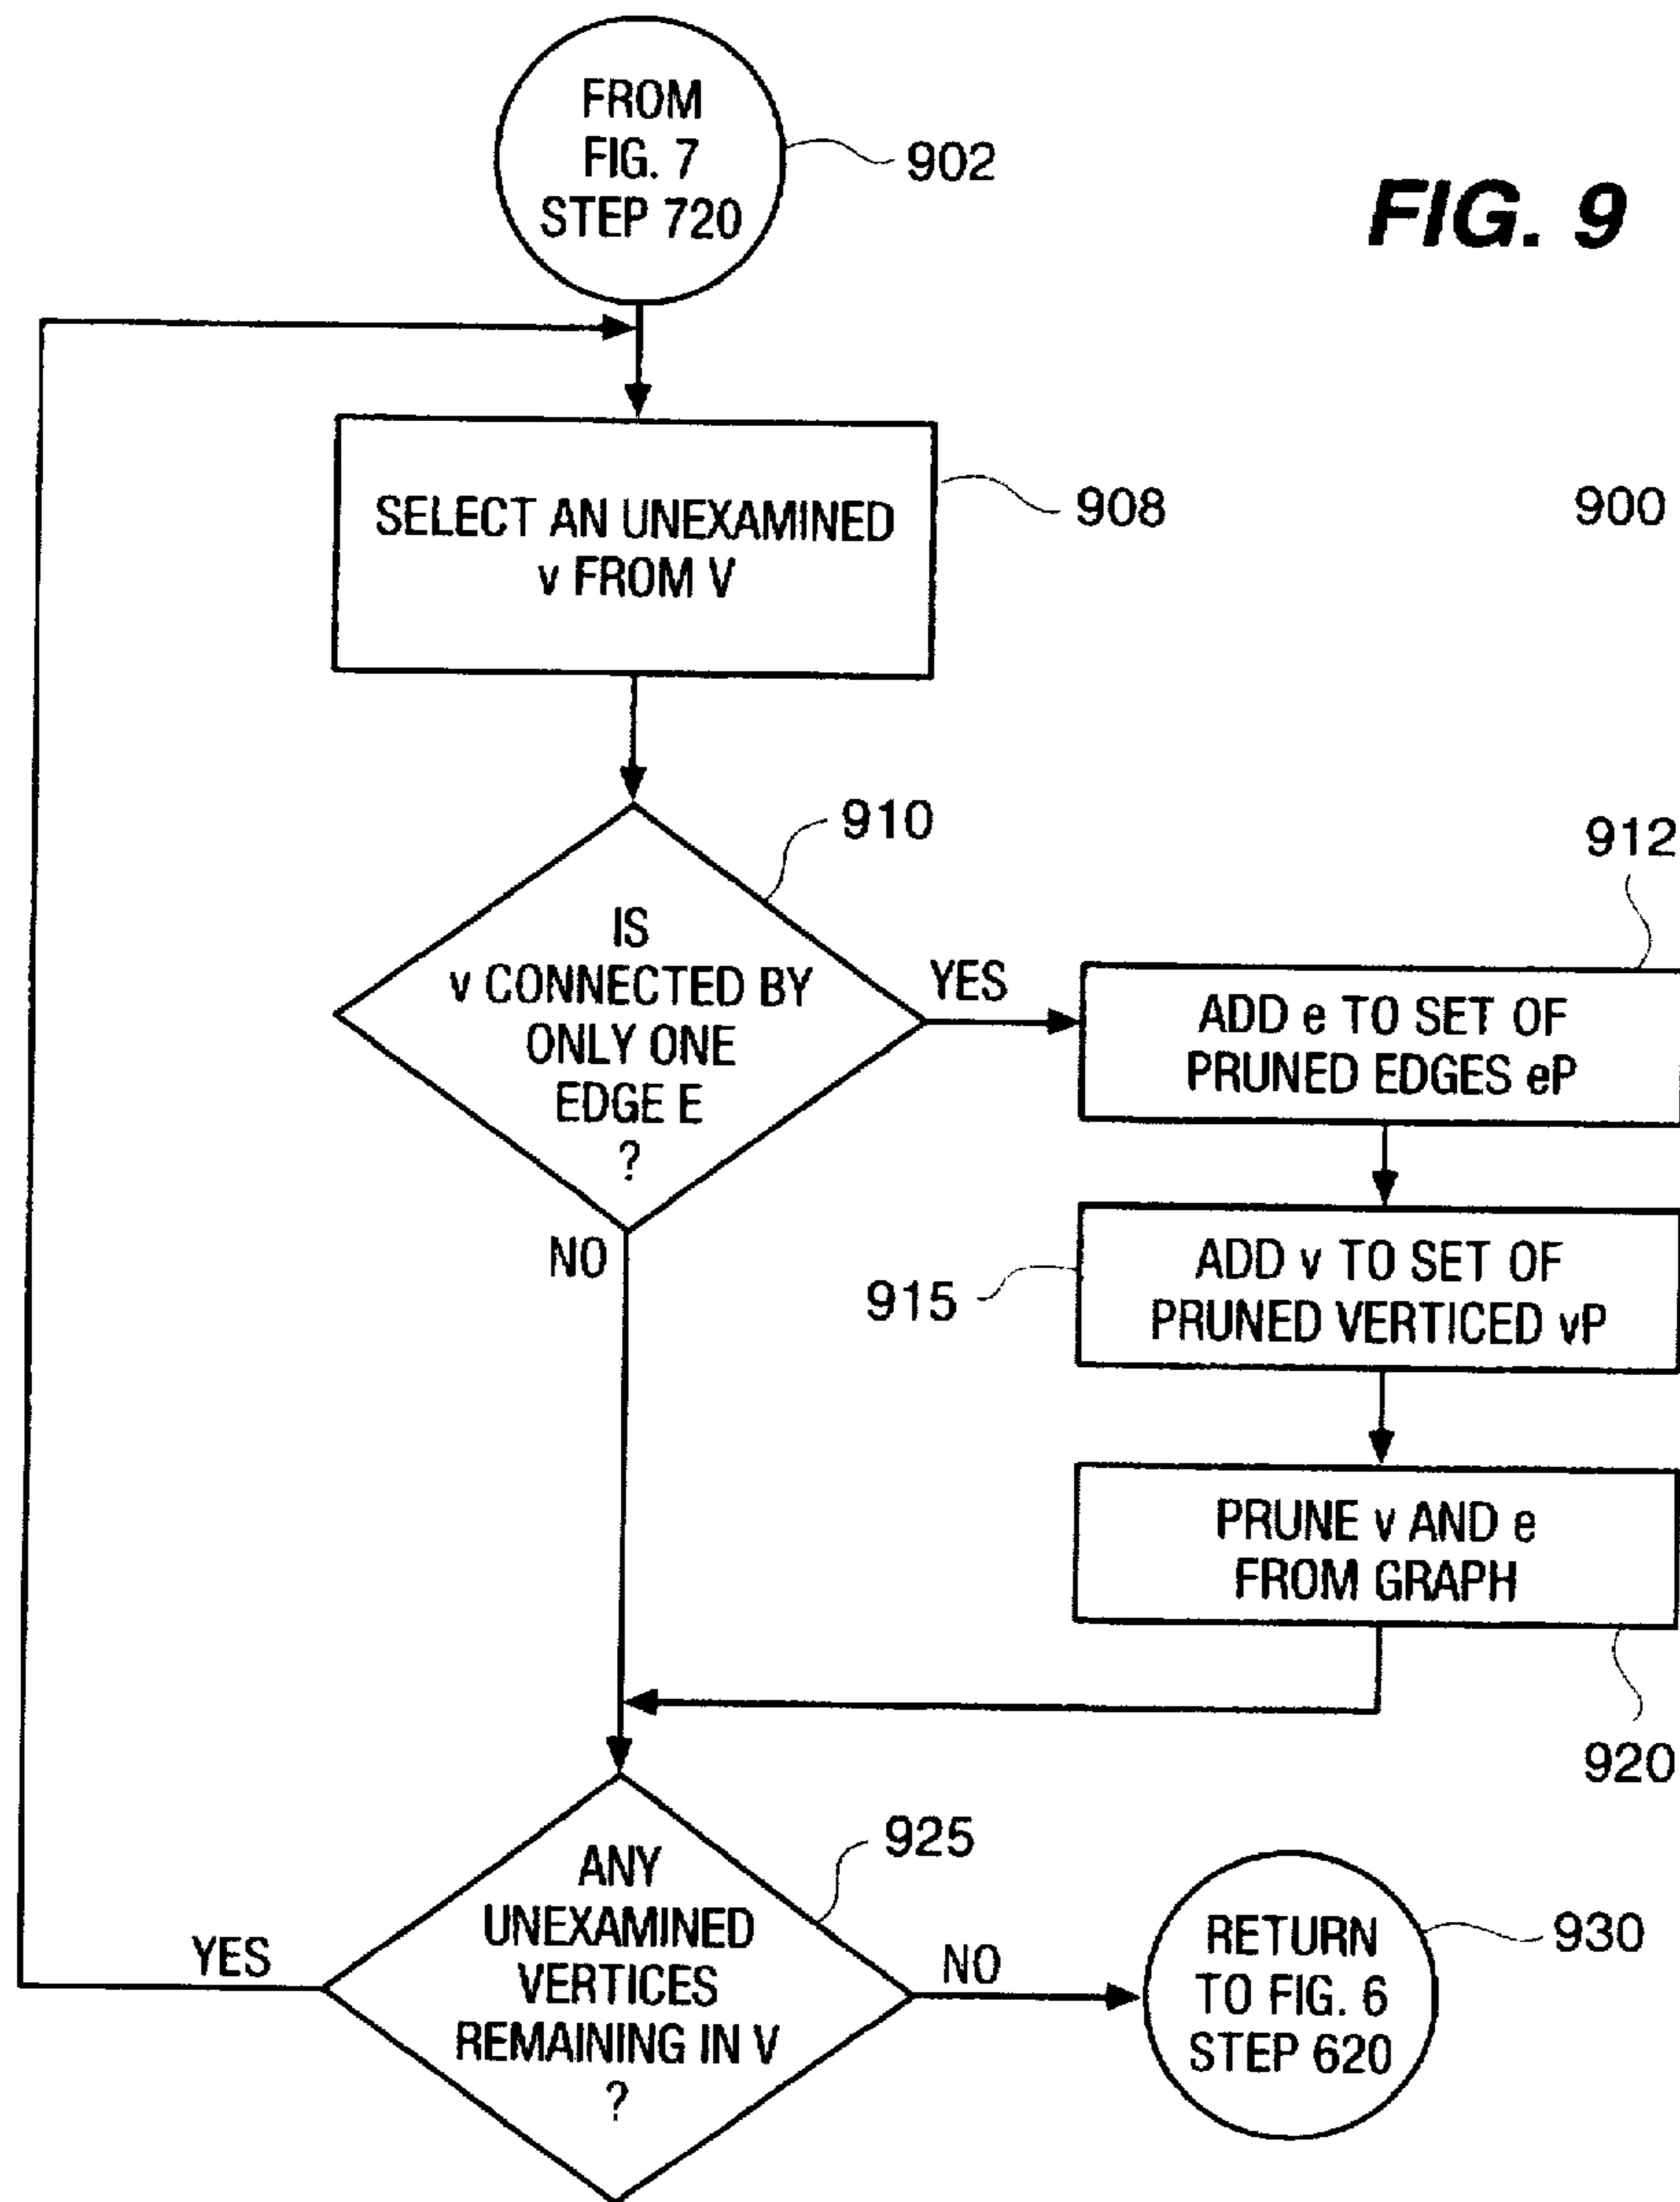 FROM
FIG. 7
STEP 720
902
FIG. 9
SELECT AN UNEXAMINED
v FROM V
908
900
910
IS
v CONNECTED BY
ONLY ONE
EDGE E
?
YES
NO
912
ADD e TO SET OF
PRUNED EDGES eP
915
ADD v TO SET OF
PRUNED VERTICED vP
PRUNE v AND e
FROM GRAPH
920
925
ANY
UNEXAMINED
VERTICES
REMAINING IN V
?
YES
NO
RETURN
TO FIG. 6
STEP 620
930